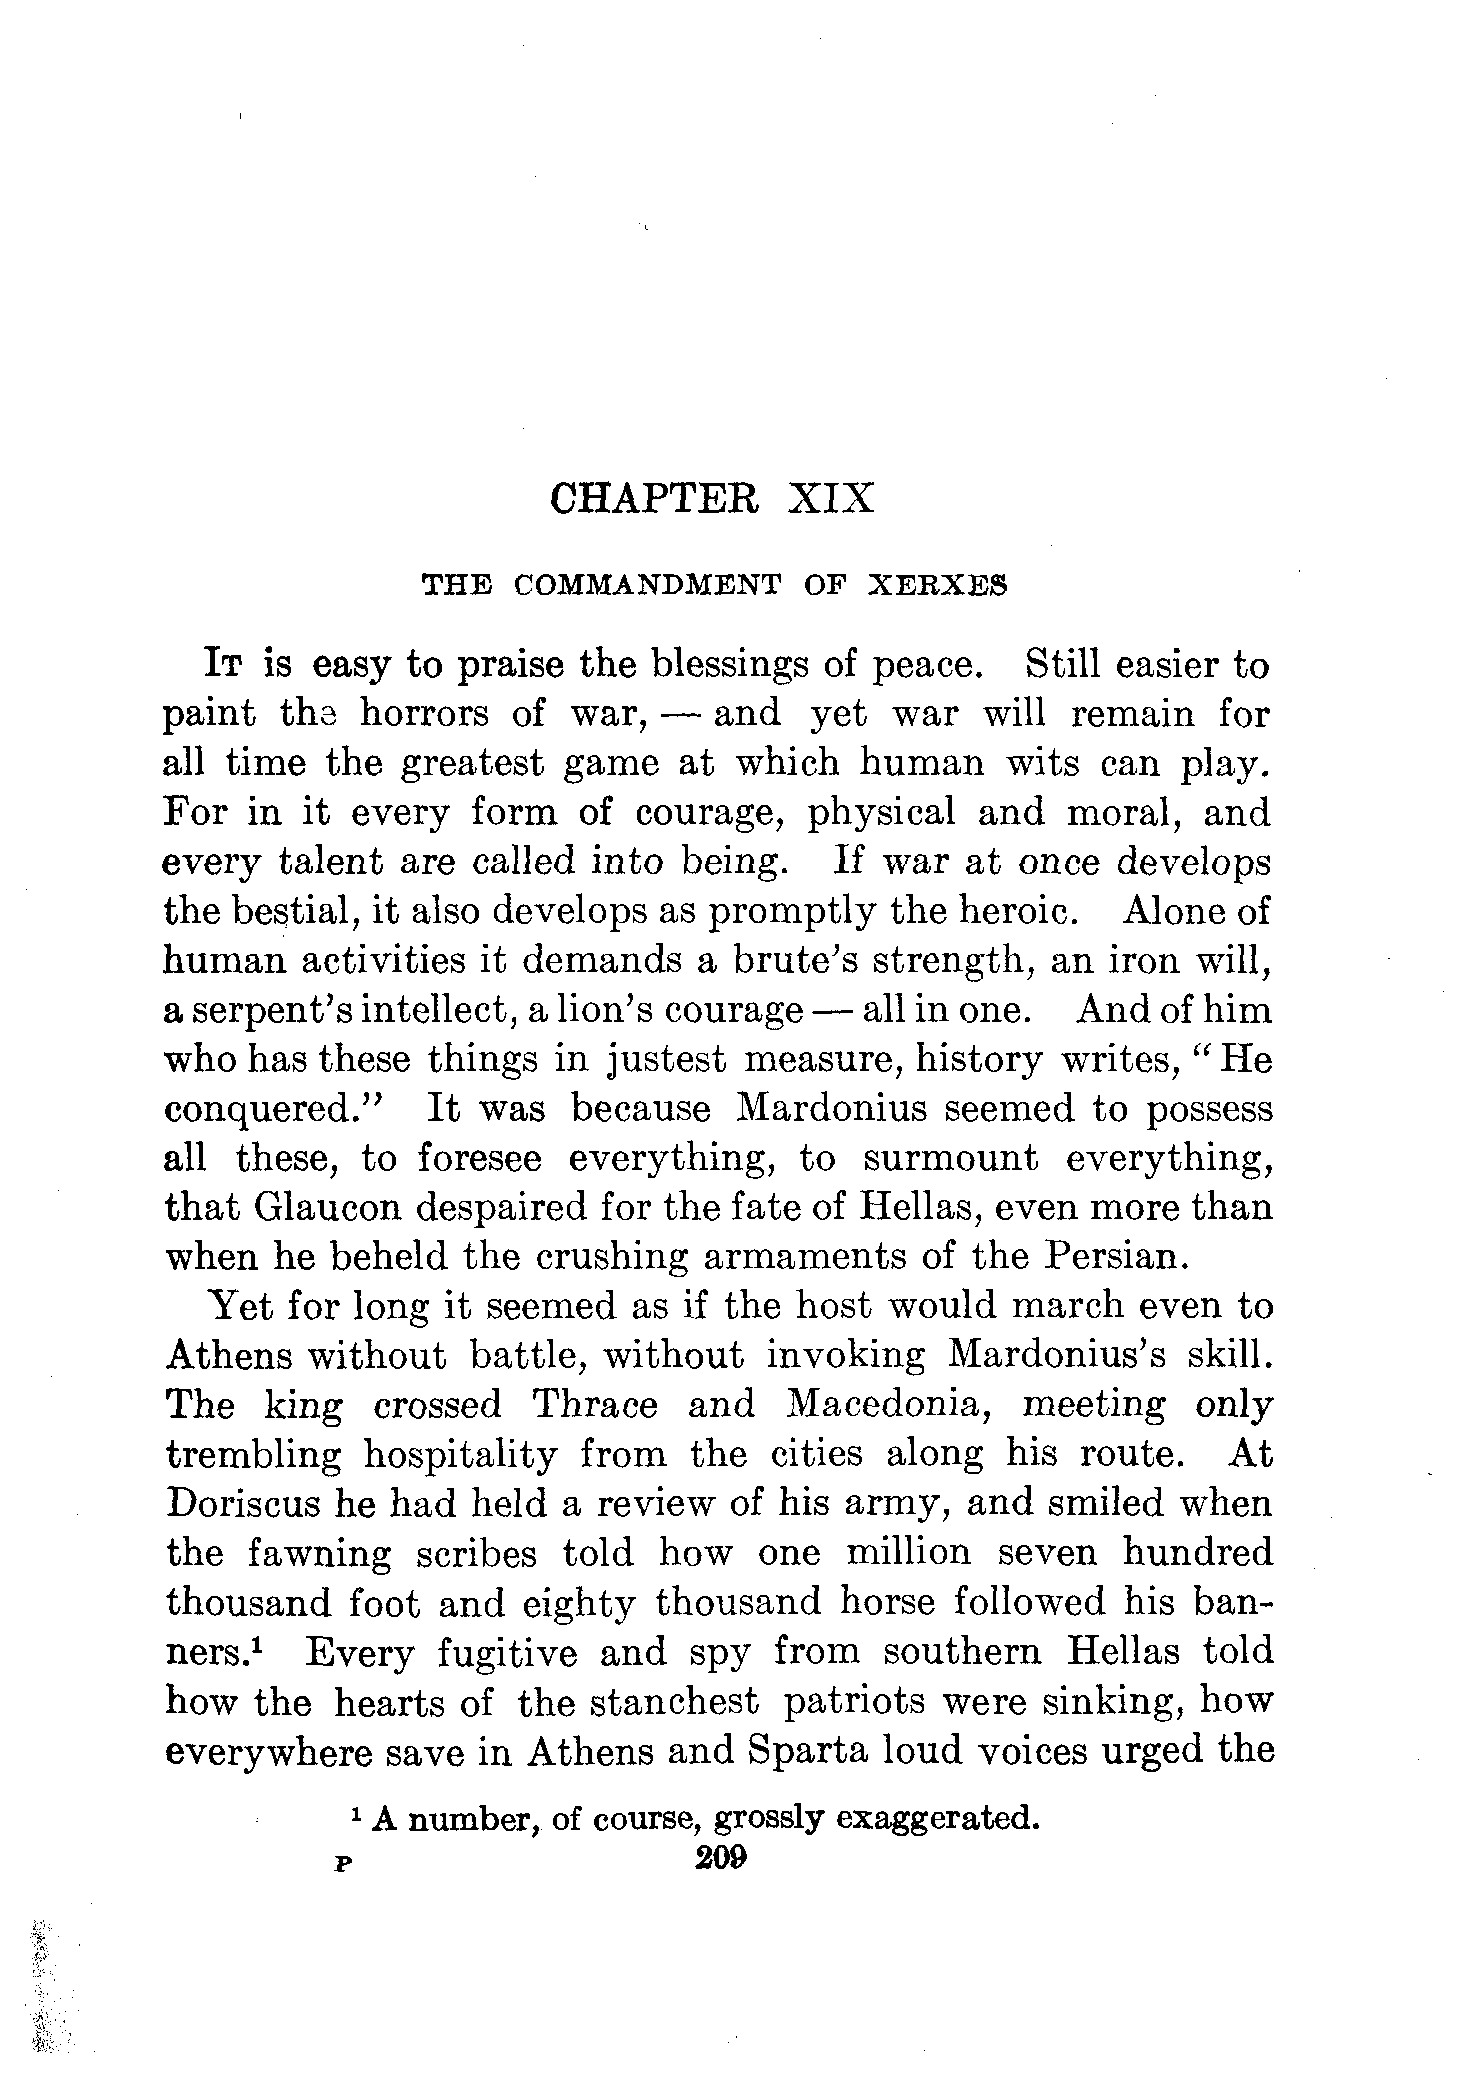 CHAPTER XIX
THE COMMANDMENT OF XERXES
IT is easy to praise the blessings of peace. Still easier to
paint the horrors of war, — and yet war will remain for
all time the greatest game at which human wits can play.
For in it every form of courage, physical and moral, and
every talent are called into being. If war at once develops
the bestial, it also develops as promptly the heroic. Alone of
human activities it demands a brute's strength, an iron will,
a serpent's intellect, a lion's courage — all in one. And of him
who has these things in justest measure, history writes, “He
conquered.” It was because Mardonius seemed to possess
all these, to foresee everything, to surmount everything,
that Glaucon despaired for the fate of Hellas, even more than
when he beheld the crushing armaments of the Persian.
Yet for long it seemed as if the host would march even to
Athens without battle, without invoking Mardonius's skill.
The king crossed Thrace and Macedonia, meeting only
trembling hospitality from the cities along his route. At
Doriscus he had held a review of his army, and smiled when
the fawning scribes told how one million seven hundred
thousand foot and eighty thousand horse followed his ban-
ners.¹ Every fugitive and spy from southern Hellas told
how the hearts of the stanchest patriots were sinking, how
everywhere save in Athens and Sparta loud voices urged the
¹ A number, of course, grossly exaggerated.
P 209